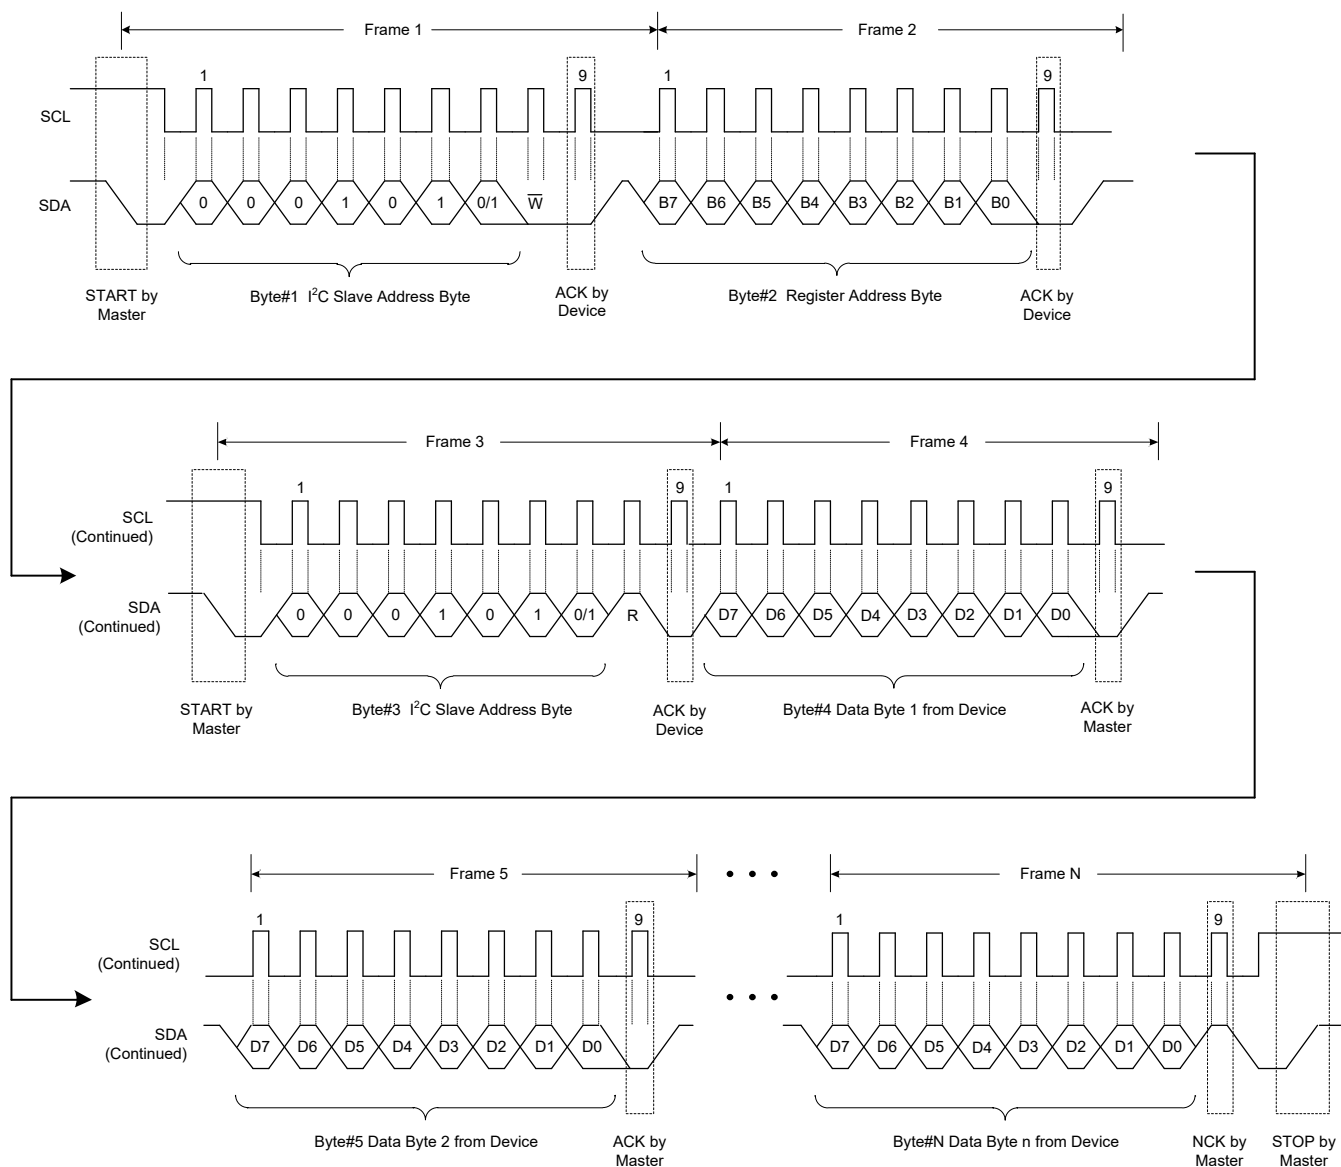 Frame 1 Frame 2
1 9 1 9
SCL
SDA 0 0 0 1 0 1 0/1 W̅ B7 B6 B5 B4 B3 B2 B1 B0
START by Master
Byte#1 I²C Slave Address Byte
ACK by Device
Byte#2 Register Address Byte
ACK by Device
Frame 3 Frame 4
1 9 1 9
SCL (Continued)
SDA (Continued) 0 0 0 1 0 1 0/1 R D7 D6 D5 D4 D3 D2 D1 D0
START by Master
Byte#3 I²C Slave Address Byte
ACK by Device
Byte#4 Data Byte 1 from Device
ACK by Master
Frame 5 • • • Frame N
1 9 1 9
SCL (Continued)
• • •
SDA (Continued) D7 D6 D5 D4 D3 D2 D1 D0 D7 D6 D5 D4 D3 D2 D1 D0
Byte#5 Data Byte 2 from Device
ACK by Master
Byte#N Data Byte n from Device
NCK by Master
STOP by Master